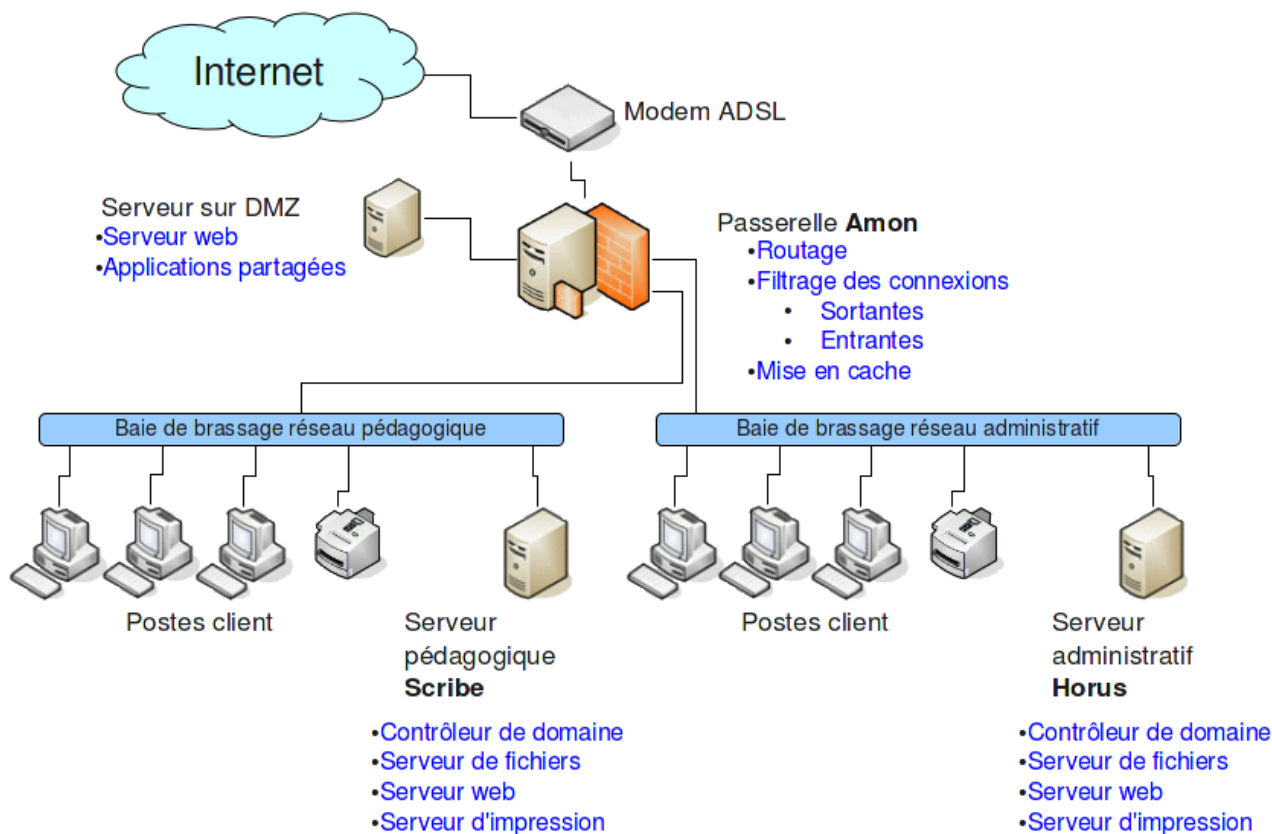 Internet
Modem ADSL
Serveur sur DMZ
•Serveur web
•Applications partagées
Passerelle Amon
•Routage
•Filtrage des connexions
• Sortantes
• Entrantes
•Mise en cache
Baie de brassage réseau pédagogique
Baie de brassage réseau administratif
Postes client
Serveur
pédagogique
Scribe
•Contrôleur de domaine
•Serveur de fichiers
•Serveur web
•Serveur d'impression
Postes client
Serveur
administratif
Horus
•Contrôleur de domaine
•Serveur de fichiers
•Serveur web
•Serveur d'impression